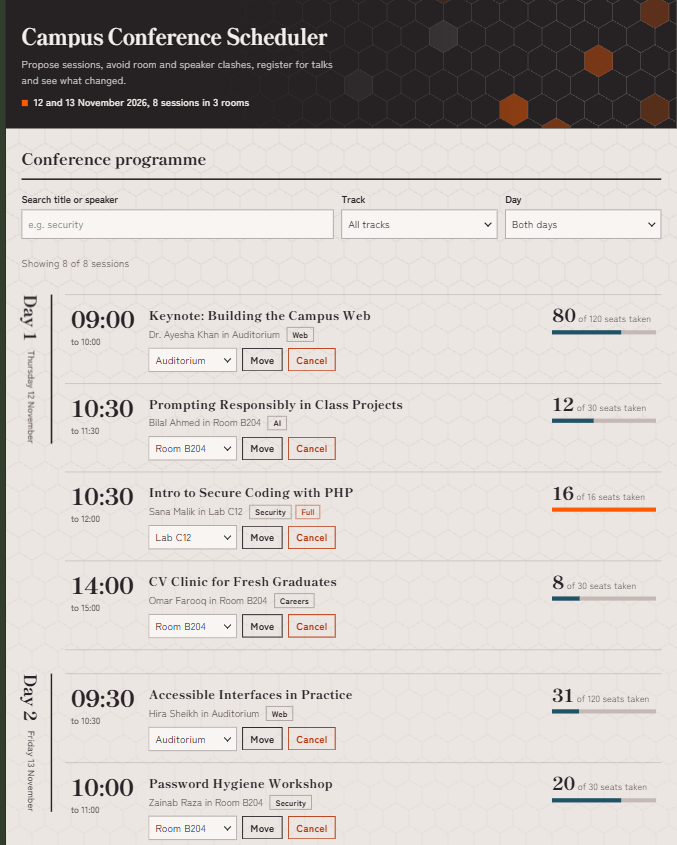 Campus Conference Scheduler
Propose sessions, avoid room and speaker clashes, register for talks
and see what changed.
12 and 13 November 2026, 8 sessions in 3 rooms
Conference programme
Search title or speaker
Track
Day
e.g. security
All tracks
Both days
Showing 8 of 8 sessions
Day 1 Thursday 12 November
09:00
to 10:00
Keynote: Building the Campus Web
Dr. Ayesha Khan in Auditorium Web
Auditorium Move Cancel
80 of 120 seats taken
10:30
to 11:30
Prompting Responsibly in Class Projects
Bilal Ahmed in Room B204 AI
Room B204 Move Cancel
12 of 30 seats taken
10:30
to 12:00
Intro to Secure Coding with PHP
Sana Malik in Lab C12 Security Full
Lab C12 Move Cancel
16 of 16 seats taken
14:00
to 15:00
CV Clinic for Fresh Graduates
Omar Farooq in Room B204 Careers
Room B204 Move Cancel
8 of 30 seats taken
Day 2 Friday 13 November
09:30
to 10:30
Accessible Interfaces in Practice
Hira Sheikh in Auditorium Web
Auditorium Move Cancel
31 of 120 seats taken
10:00
to 11:00
Password Hygiene Workshop
Zainab Raza in Room B204 Security
Room B204 Move Cancel
20 of 30 seats taken